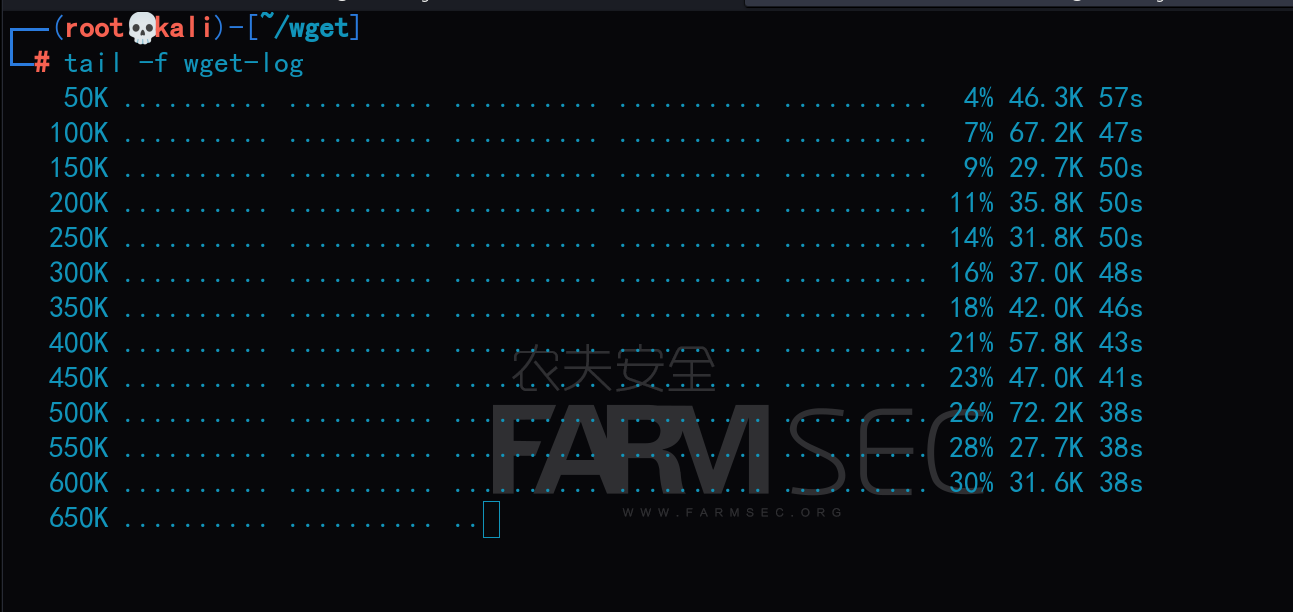 (root💀kali)-[~/wget]
# tail -f wget-log
50K .......... .......... .......... .......... .......... 4% 46.3K 57s
100K .......... .......... .......... .......... .......... 7% 67.2K 47s
150K .......... .......... .......... .......... .......... 9% 29.7K 50s
200K .......... .......... .......... .......... .......... 11% 35.8K 50s
250K .......... .......... .......... .......... .......... 14% 31.8K 50s
300K .......... .......... .......... .......... .......... 16% 37.0K 48s
350K .......... .......... .......... .......... .......... 18% 42.0K 46s
400K .......... .......... .......... .......... .......... 21% 57.8K 43s
450K .......... .......... .......... .......... .......... 23% 47.0K 41s
500K .......... .......... .......... .......... .......... 26% 72.2K 38s
550K .......... .......... .......... .......... .......... 28% 27.7K 38s
600K .......... .......... .......... .......... .......... 30% 31.6K 38s
650K .......... .......... ..
农夫安全
FARMSEC
WWW.FARMSEC.ORG